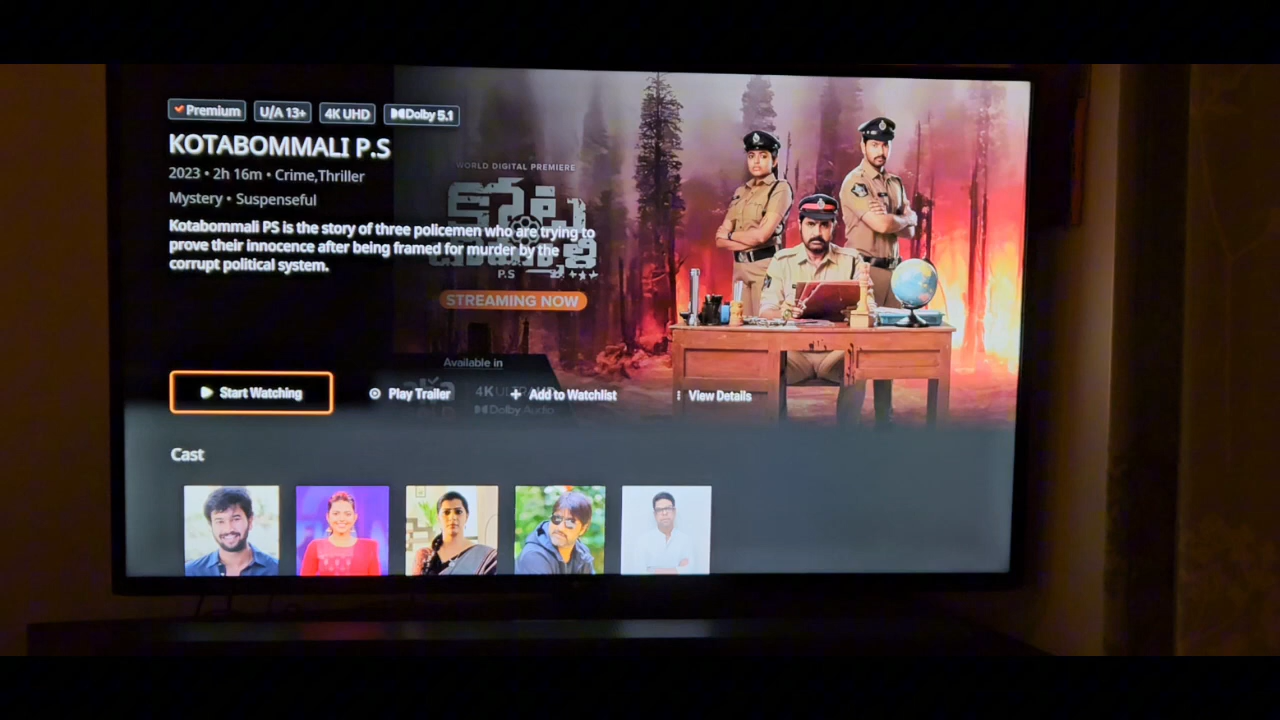 Premium U/A 13+ 4K UHD Dolby 5.1
KOTABOMMALI P.S
2023 • 2h 16m • Crime,Thriller
Mystery • Suspenseful
Kotabommali PS is the story of three policemen who are trying to
prove their innocence after being framed for murder by the
corrupt political system.
WORLD DIGITAL PREMIERE
కోట
బొమ్మాళి
P.S
STREAMING NOW
Available in
4K
Dolby Audio
Start Watching
Play Trailer
+ Add to Watchlist
View Details
Cast